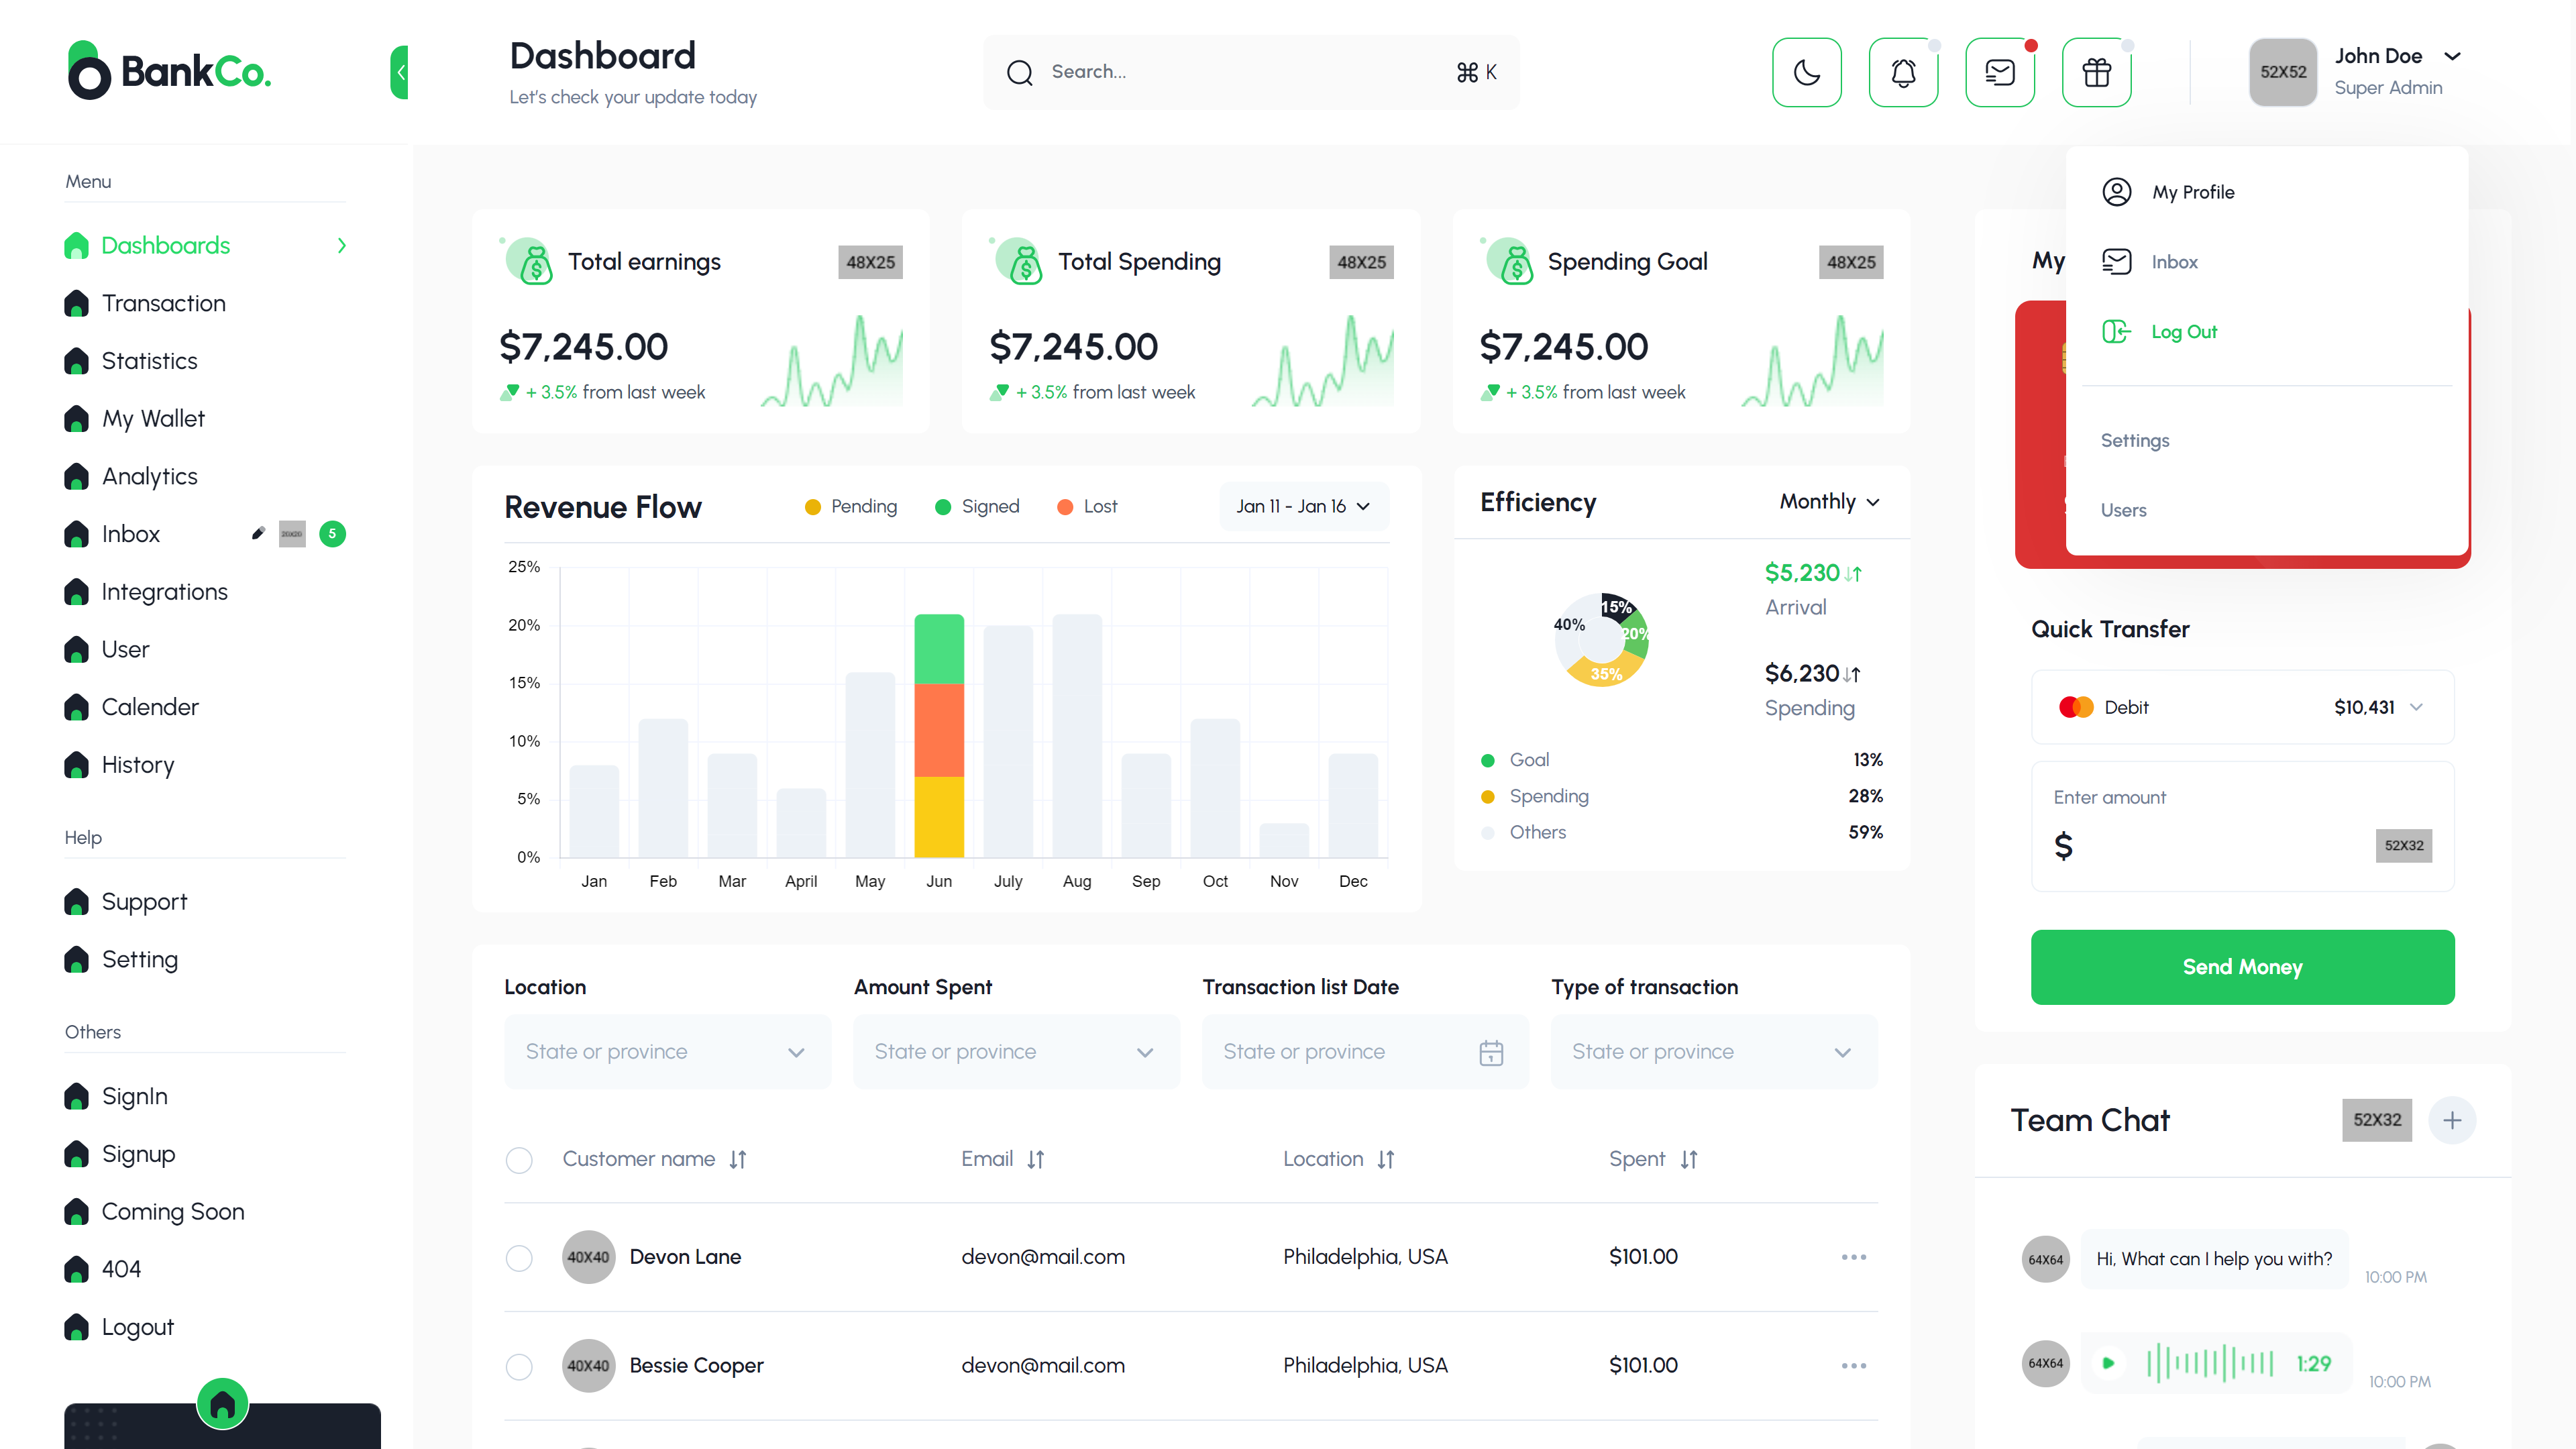 BankCo.
Dashboard
Let's check your update today
Search...
⌘ K
52X52
John Doe
Super Admin
Menu
Dashboards
Transaction
Statistics
My Wallet
Analytics
Inbox
20X20
5
Integrations
User
Calender
History
Help
Support
Setting
Others
SignIn
Signup
Coming Soon
404
Logout
Total earnings
48X25
$7,245.00
+ 3.5% from last week
Total Spending
48X25
$7,245.00
+ 3.5% from last week
Spending Goal
48X25
$7,245.00
+ 3.5% from last week
Revenue Flow
Pending
Signed
Lost
Jan 11 - Jan 16
25%
20%
15%
10%
5%
0%
Jan
Feb
Mar
April
May
Jun
July
Aug
Sep
Oct
Nov
Dec
Efficiency
Monthly
15%
20%
35%
40%
$5,230
Arrival
$6,230
Spending
Goal
13%
Spending
28%
Others
59%
Location
State or province
Amount Spent
State or province
Transaction list Date
State or province
1
Type of transaction
State or province
Customer name
Email
Location
Spent
40X40
Devon Lane
devon@mail.com
Philadelphia, USA
$101.00
40X40
Bessie Cooper
devon@mail.com
Philadelphia, USA
$101.00
My
My Profile
Inbox
Log Out
Settings
Users
Quick Transfer
Debit
$10,431
Enter amount
$
52X32
Send Money
Team Chat
52X32
64X64
Hi, What can I help you with?
10:00 PM
64X64
1:29
10:00 PM